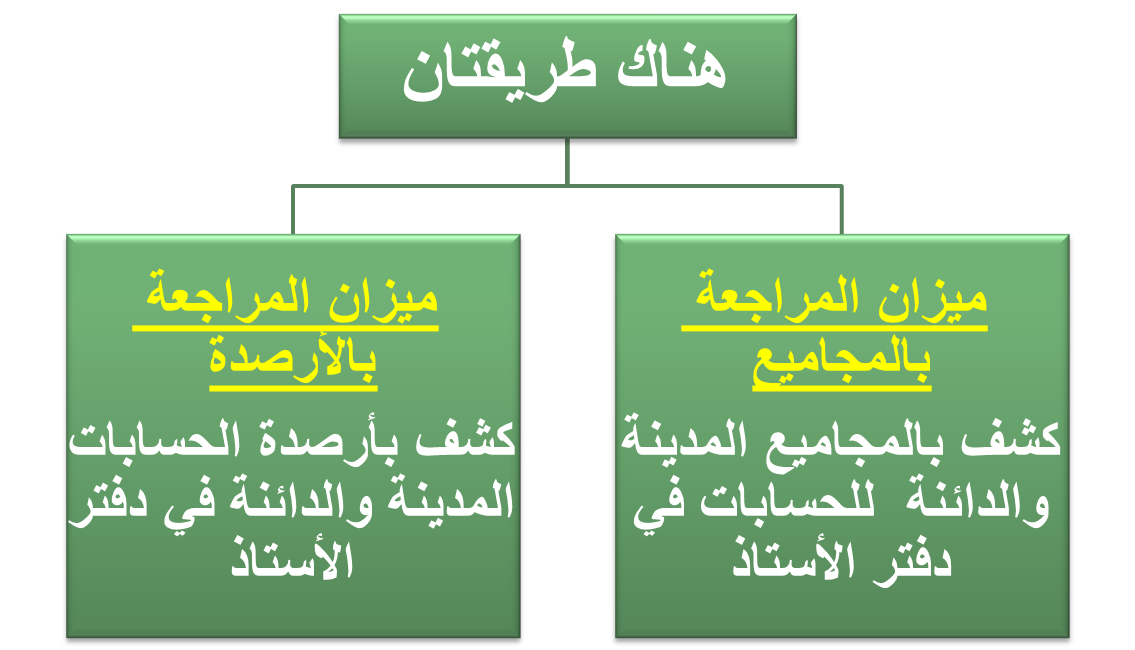 هناك طريقتان
ميزان المراجعة
بالمجاميع
كشف بالمجاميع المدينة
والدائنة للحسابات في
دفتر الأستاذ
ميزان المراجعة
بالأرصدة
كشف بأرصدة الحسابات
المدينة والدائنة في دفتر
الأستاذ